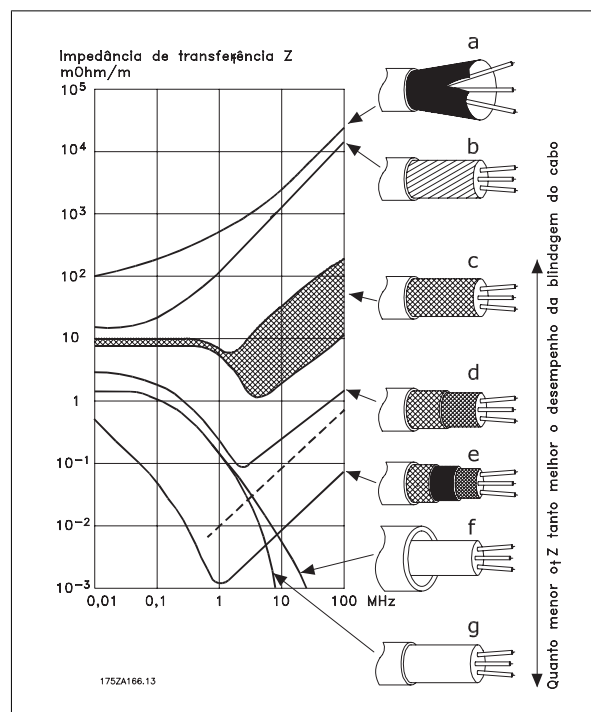 Impedância de transferência Z
mOhm/m
10⁵
10⁴
10³
10²
10
1
10⁻¹
10⁻²
10⁻³
0,01 0,1 1 10 100 MHz
a
b
c
d
e
f
g
Quanto menor o Z tanto melhor o desempenho da blindagem do cabo
175ZA166.13